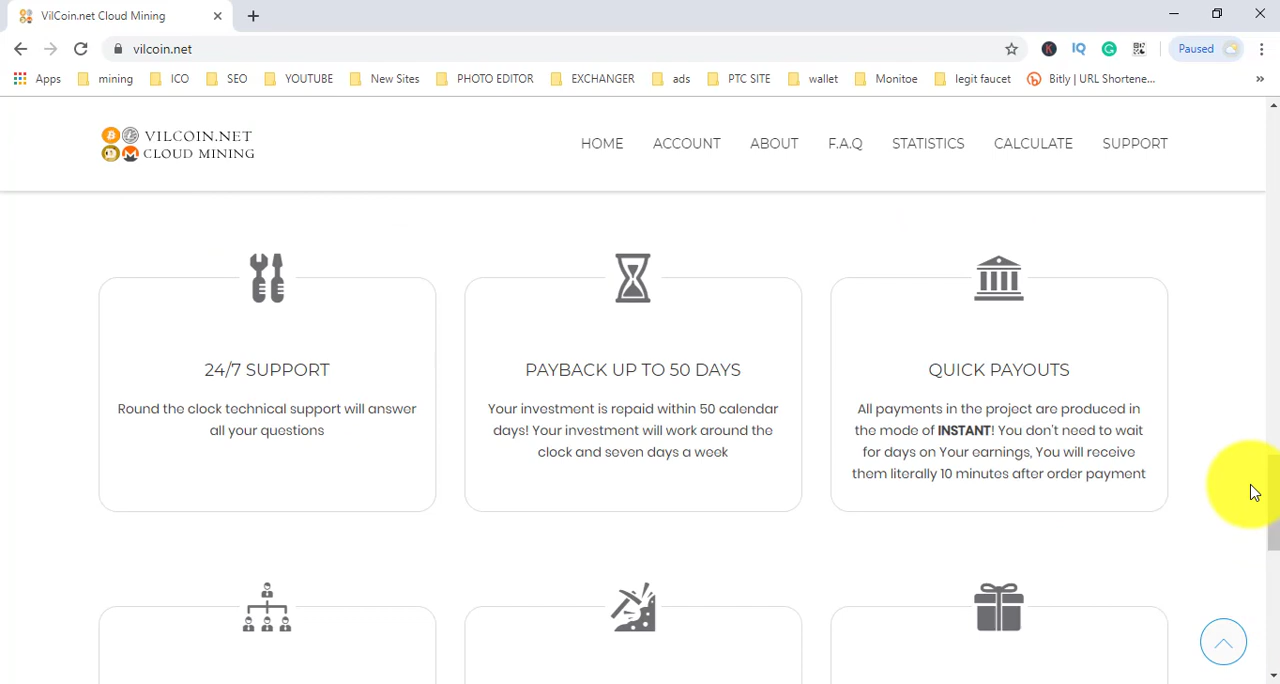 VilCoin.net Cloud Mining
vilcoin.net
Paused
Apps
mining
ICO
SEO
YOUTUBE
New Sites
PHOTO EDITOR
EXCHANGER
ads
PTC SITE
wallet
Monitoe
legit faucet
Bitly | URL Shortene...
VILCOIN.NET
CLOUD MINING
HOME
ACCOUNT
ABOUT
F.A.Q
STATISTICS
CALCULATE
SUPPORT
24/7 SUPPORT
Round the clock technical support will answer
all your questions
PAYBACK UP TO 50 DAYS
Your investment is repaid within 50 calendar
days! Your investment will work around the
clock and seven days a week
QUICK PAYOUTS
All payments in the project are produced in
the mode of INSTANT! You don't need to wait
for days on Your earnings, You will receive
them literally 10 minutes after order payment